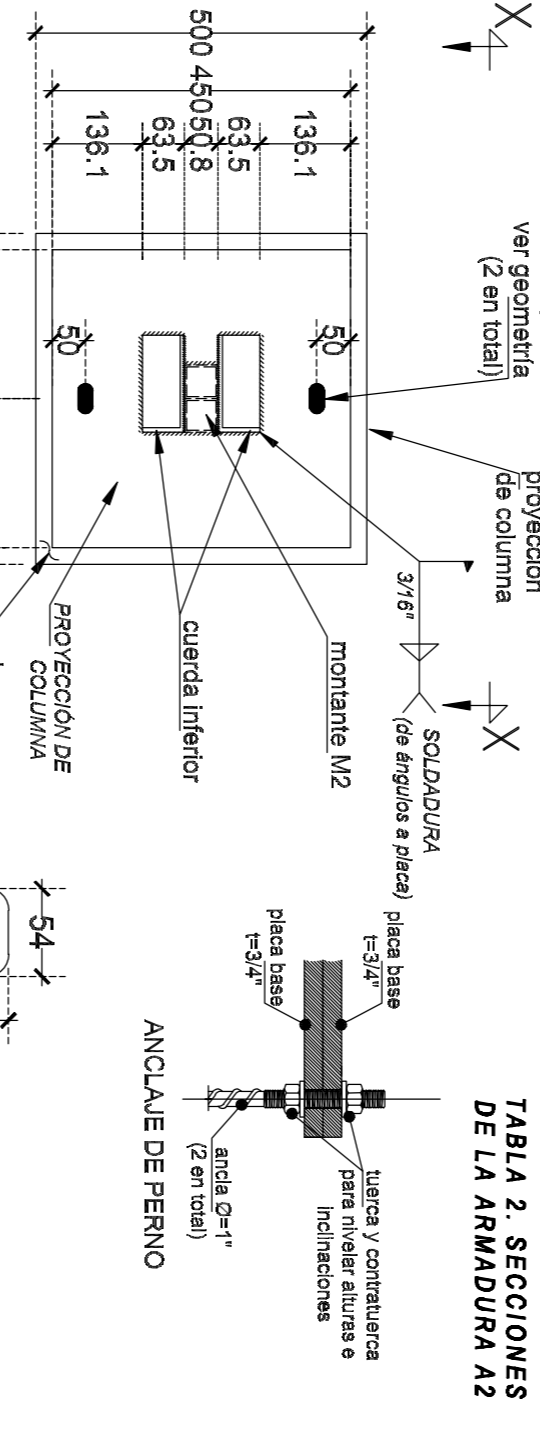 X
ver geometría
(2 en total)
proyección
de columna
3/16"
SOLDADURA
(de ángulos a placa)
X
500
450
136.1
63.5
50.8
63.5
136.1
50
50
montante M2
cuerda inferior
PROYECCIÓN DE
COLUMNA
TABLA 2. SECCIONES
DE LA ARMADURA A2
placa base
t=3/4"
placa base
t=3/4"
tuerca y contratuerca
para nivelar alturas e
inclinaciones
ancla Ø=1"
(2 en total)
ANCLAJE DE PERNO
54